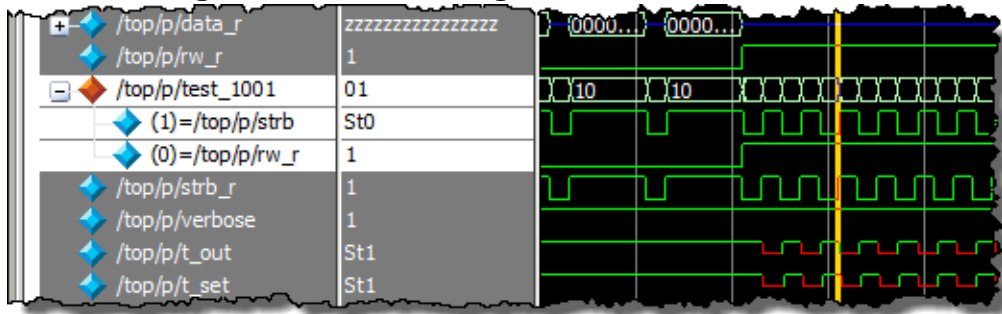 /top/p/data_r zzzzzzzzzzzzzzzz 0000... 0000...
/top/p/rw_r 1
/top/p/test_1001 01 10 10
(1)=/top/p/strb St0
(0)=/top/p/rw_r 1
/top/p/strb_r 1
/top/p/verbose 1
/top/p/t_out St1
/top/p/t_set St1